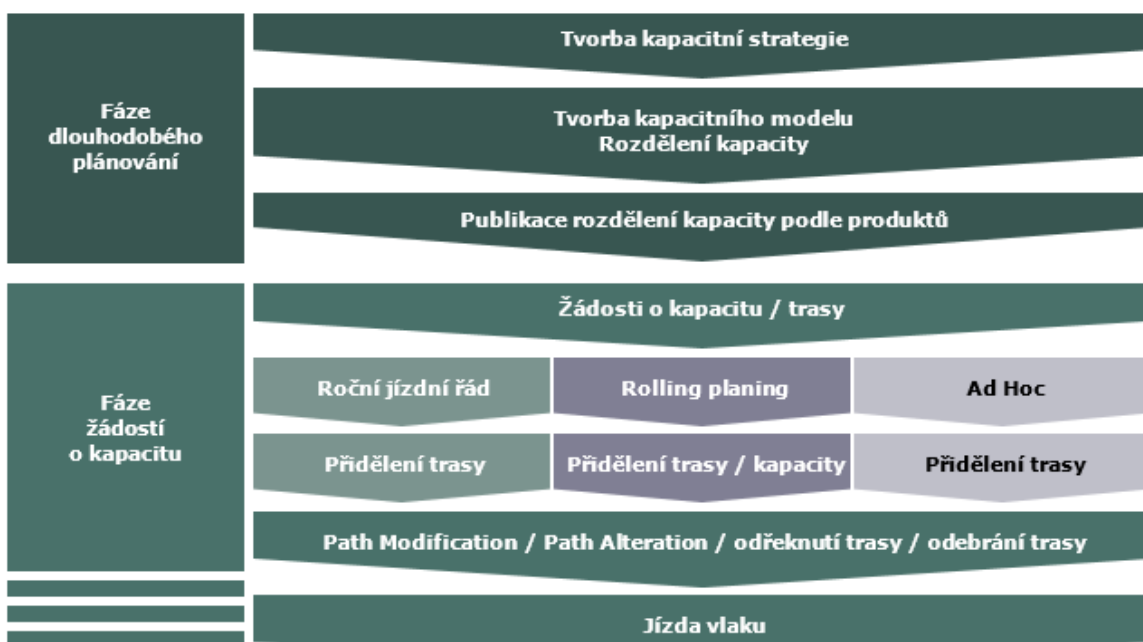 Fáze
dlouhodobého
plánování
Tvorba kapacitní strategie
Tvorba kapacitního modelu
Rozdělení kapacity
Publikace rozdělení kapacity podle produktů
Fáze
žádostí
o kapacitu
Žádosti o kapacitu / trasy
Roční jízdní řád
Rolling planing
Ad Hoc
Přidělení trasy
Přidělení trasy / kapacity
Přidělení trasy
Path Modification / Path Alteration / odřeknutí trasy / odebrání trasy
Jízda vlaku